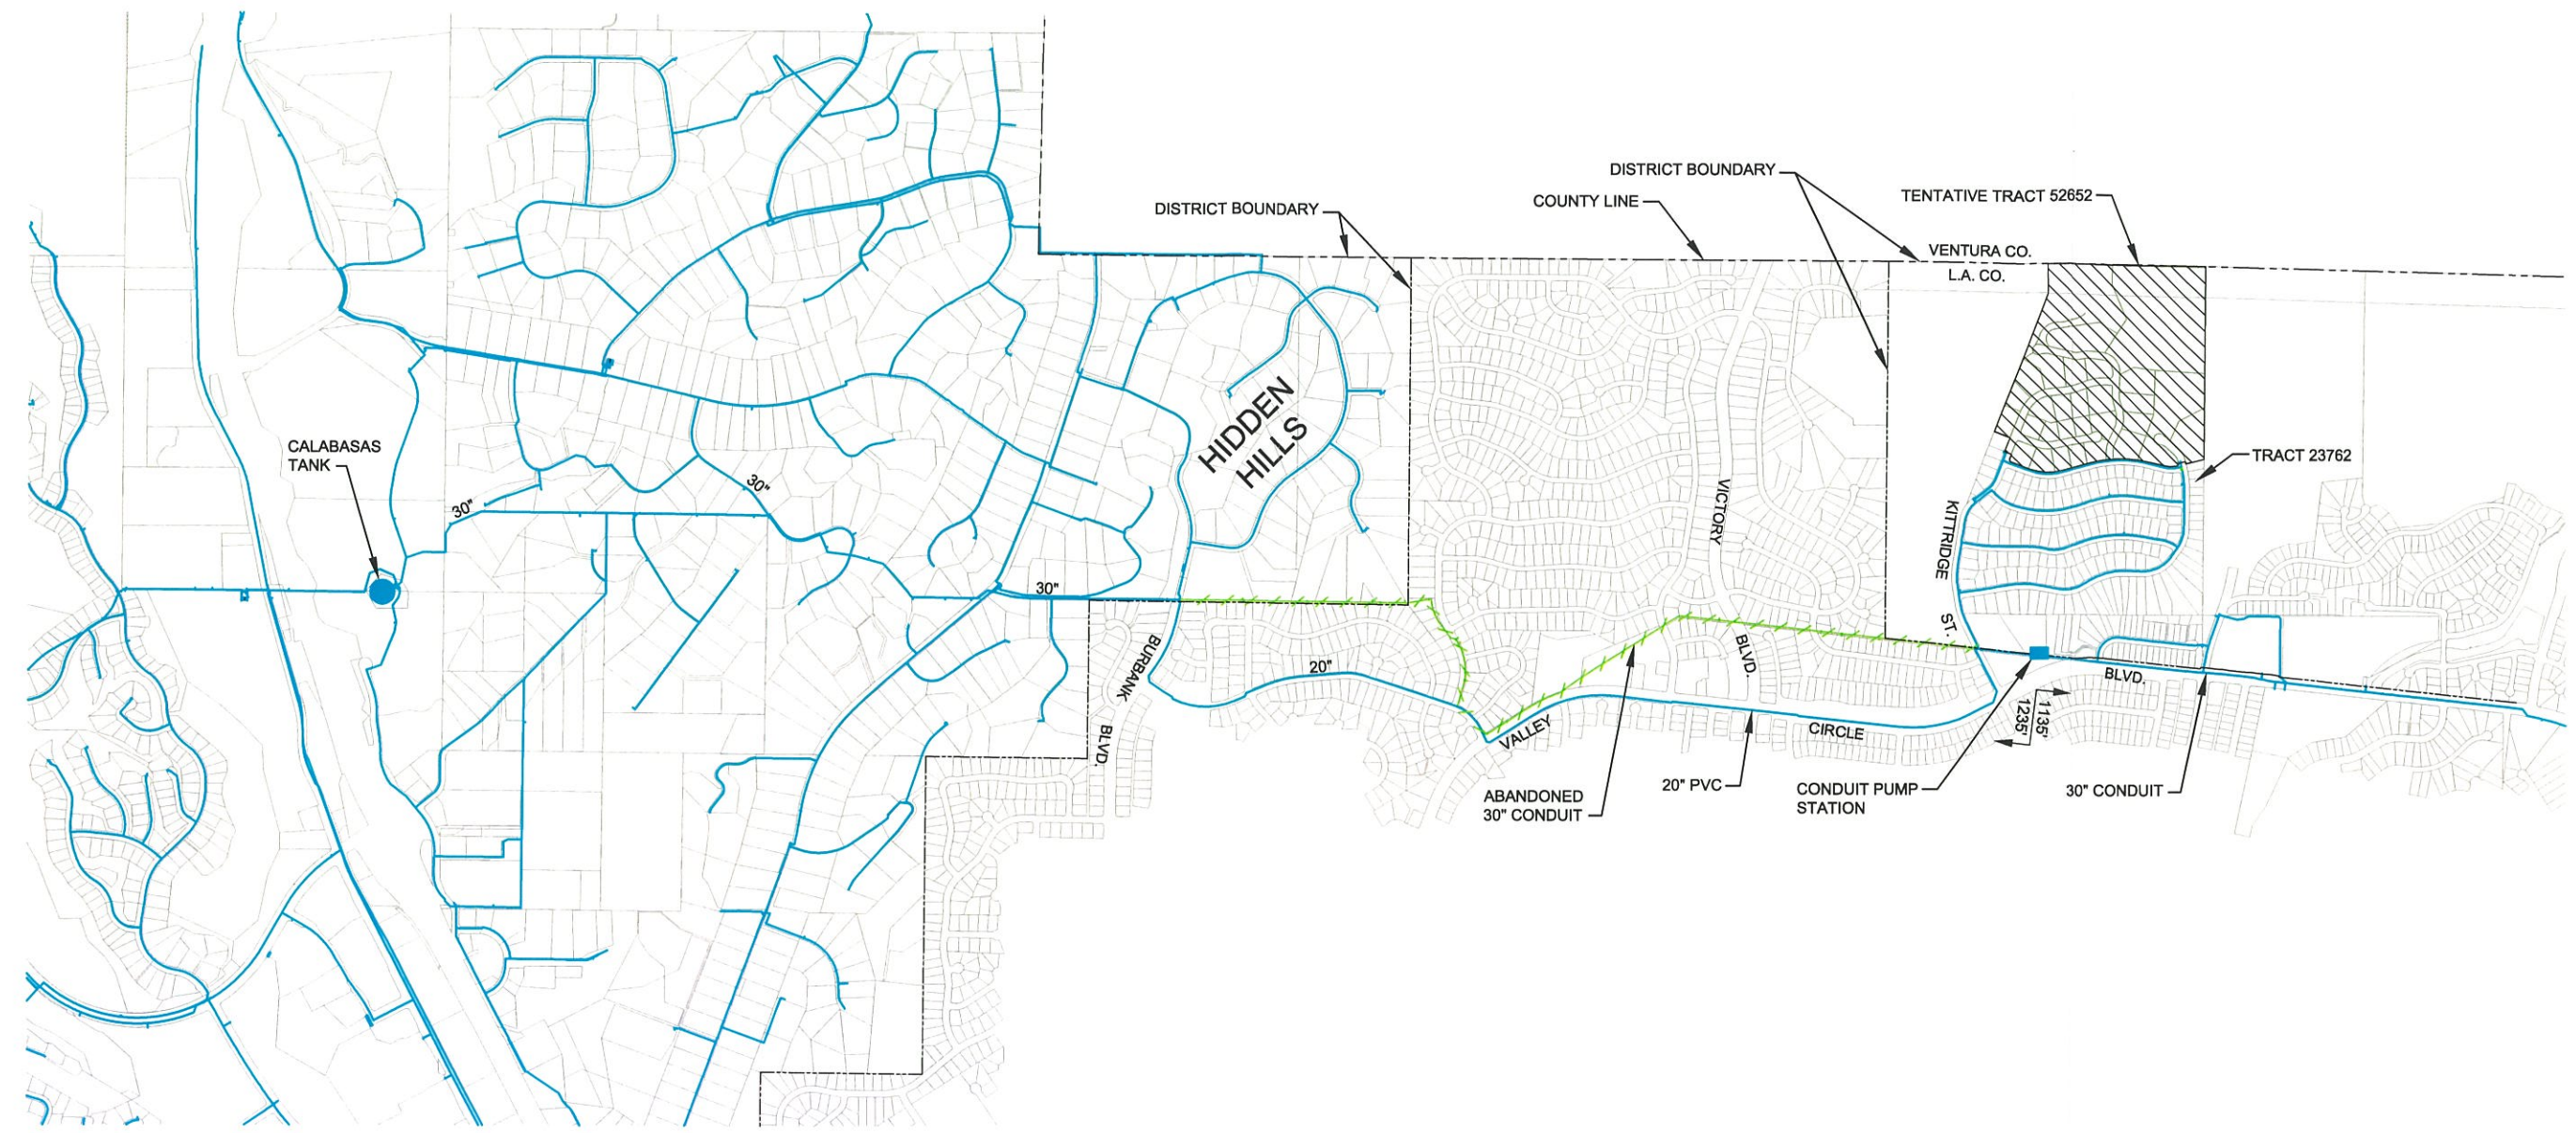 DISTRICT BOUNDARY
COUNTY LINE
TENTATIVE TRACT 52652
DISTRICT BOUNDARY
VENTURA CO.
L.A. CO.
HIDDEN
HILLS
CALABASAS
TANK
TRACT 23762
30"
30"
30"
VICTORY
BLVD.
KITTRIDGE
ST.
BURBANK
BLVD.
20"
VALLEY
CIRCLE
BLVD.
1135'
1235'
ABANDONED
30" CONDUIT
20" PVC
CONDUIT PUMP
STATION
30" CONDUIT